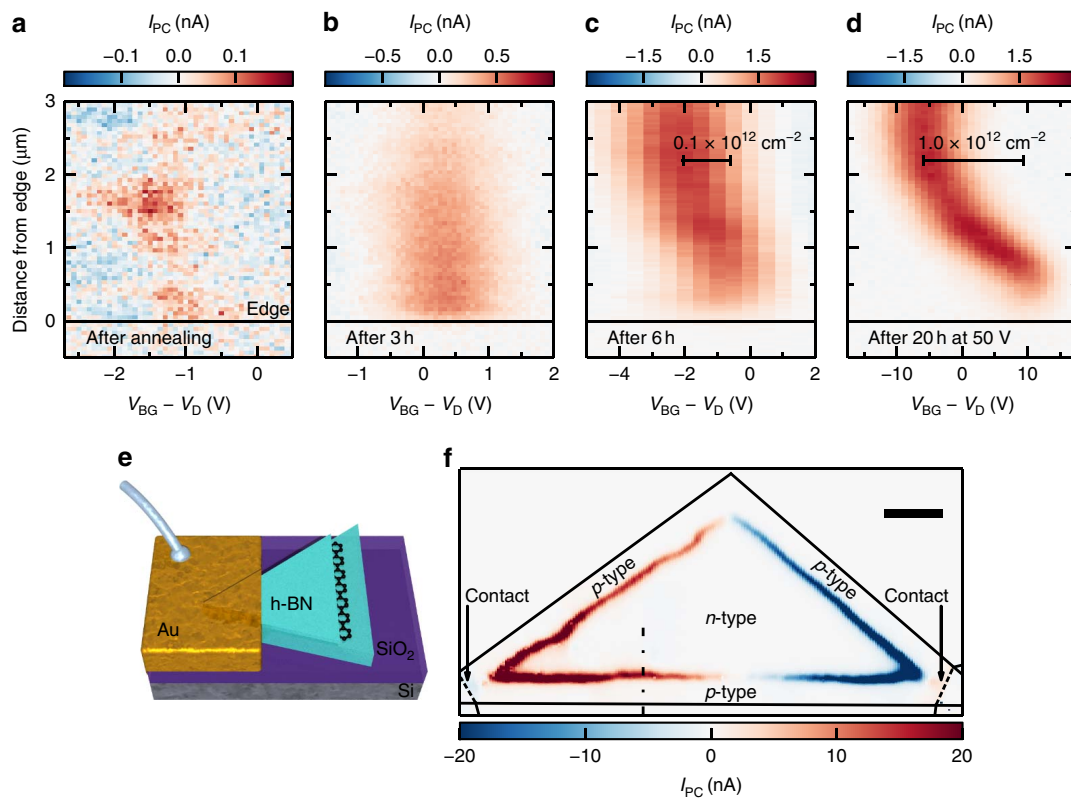 a
I_PC (nA)
−0.1 0.0 0.1
b
I_PC (nA)
−0.5 0.0 0.5
c
I_PC (nA)
−1.5 0.0 1.5
d
I_PC (nA)
−1.5 0.0 1.5
Distance from edge (μm)
3
2
1
0
Edge
After annealing
−2 −1 0
V_BG − V_D (V)
After 3 h
−1 0 1 2
V_BG − V_D (V)
0.1 × 10¹² cm⁻²
After 6 h
−4 −2 0 2
V_BG − V_D (V)
1.0 × 10¹² cm⁻²
After 20 h at 50 V
−10 0 10
V_BG − V_D (V)
e
Au
h-BN
SiO₂
Si
f
Contact
p-type
p-type
Contact
n-type
p-type
−20 −10 0 10 20
I_PC (nA)